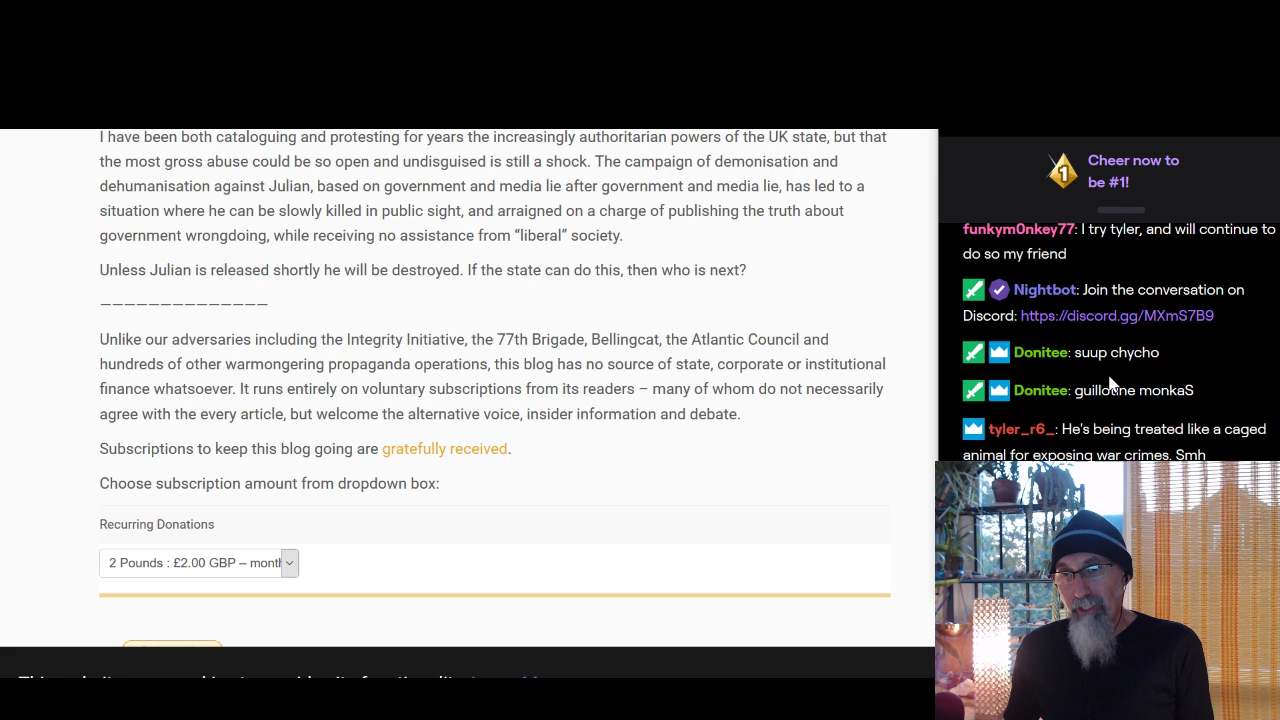 I have been both cataloguing and protesting for years the increasingly authoritarian powers of the UK state, but that
the most gross abuse could be so open and undisguised is still a shock. The campaign of demonisation and
dehumanisation against Julian, based on government and media lie after government and media lie, has led to a
situation where he can be slowly killed in public sight, and arraigned on a charge of publishing the truth about
government wrongdoing, while receiving no assistance from “liberal” society.
Unless Julian is released shortly he will be destroyed. If the state can do this, then who is next?
——————————————
Unlike our adversaries including the Integrity Initiative, the 77th Brigade, Bellingcat, the Atlantic Council and
hundreds of other warmongering propaganda operations, this blog has no source of state, corporate or institutional
finance whatsoever. It runs entirely on voluntary subscriptions from its readers – many of whom do not necessarily
agree with the every article, but welcome the alternative voice, insider information and debate.
Subscriptions to keep this blog going are gratefully received.
Choose subscription amount from dropdown box:
Recurring Donations
2 Pounds : £2.00 GBP – mont
1
Cheer now to
be #1!
funkym0nkey77: I try tyler, and will continue to
do so my friend
Nightbot: Join the conversation on
Discord: https://discord.gg/MXmS7B9
Donitee: suup chycho
Donitee: guillotine monkaS
tyler_r6_: He's being treated like a caged
animal for exposing war crimes. Smh